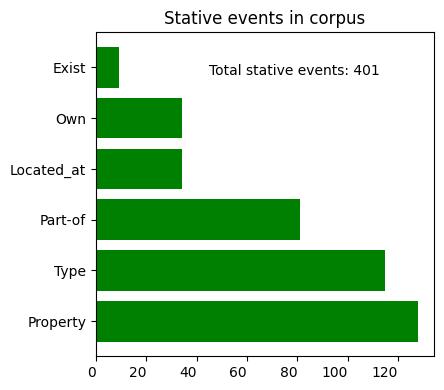 Stative events in corpus
Total stative events: 401
Exist
Own
Located_at
Part-of
Type
Property
0 20 40 60 80 100 120